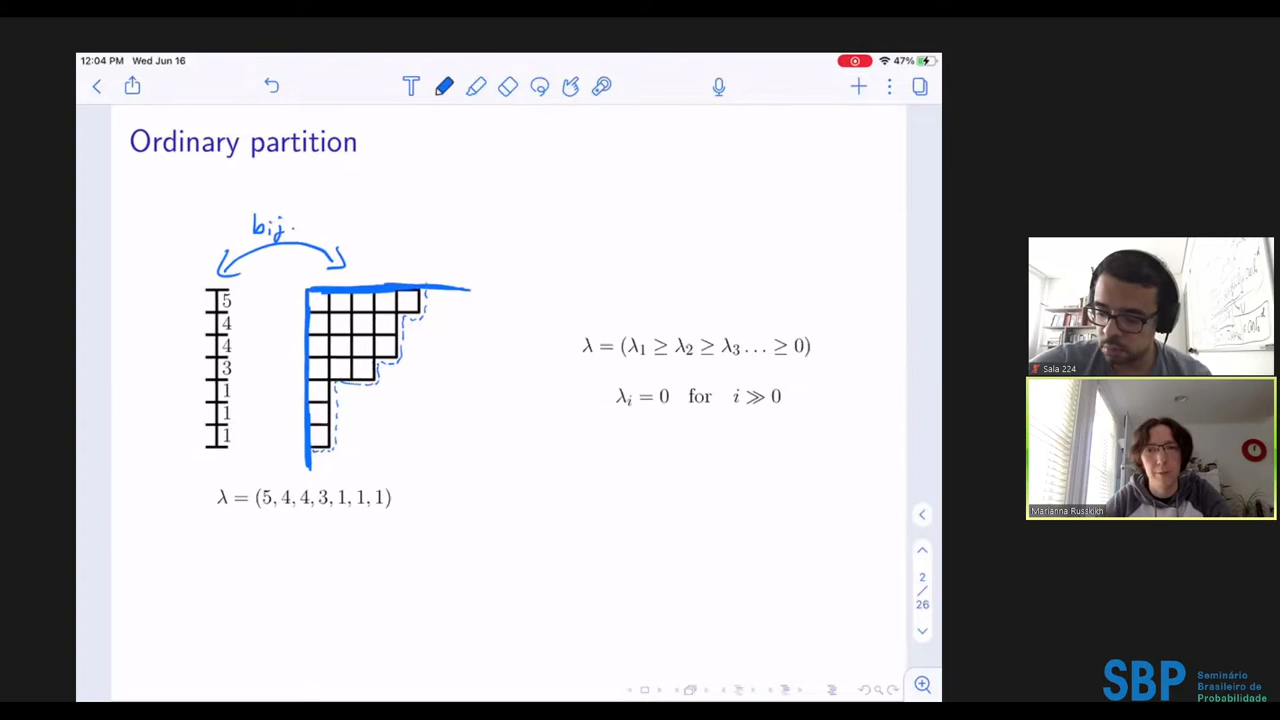 12:04 PM Wed Jun 16
47%
Ordinary partition
bij.
5
4
4
3
1
1
1
λ = (5, 4, 4, 3, 1, 1, 1)
λ = (λ₁ ≥ λ₂ ≥ λ₃ … ≥ 0)
λᵢ = 0 for i ≫ 0
2
/
26
Sala 224
Marianna Russkikh
SBP
Seminário
Brasileiro de
Probabilidade